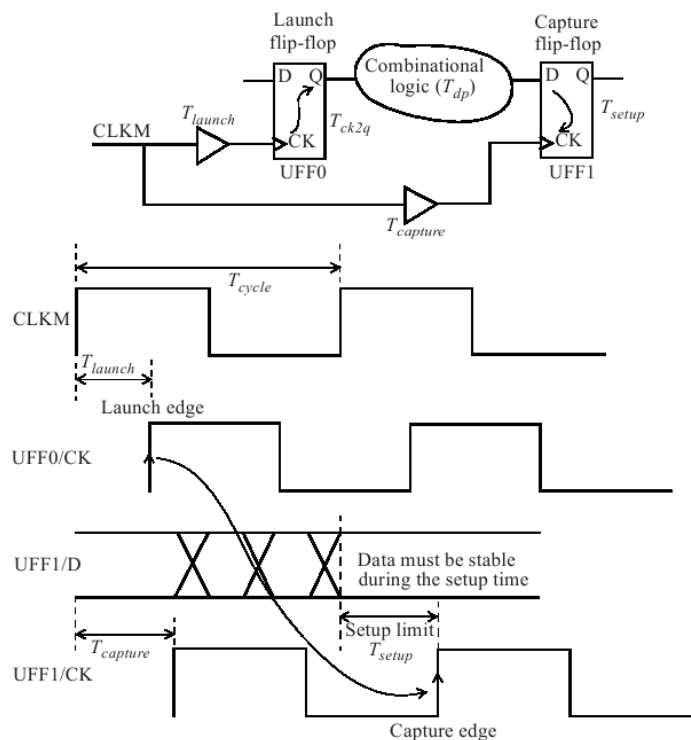 Launch
flip-flop
Capture
flip-flop
D Q
Combinational
logic (T_dp)
D Q
T_launch
T_ck2q
T_setup
CLKM
CK
CK
UFF0
UFF1
T_capture
T_cycle
CLKM
T_launch
Launch edge
UFF0/CK
UFF1/D
Data must be stable
during the setup time
Setup limit
T_capture
T_setup
UFF1/CK
Capture edge